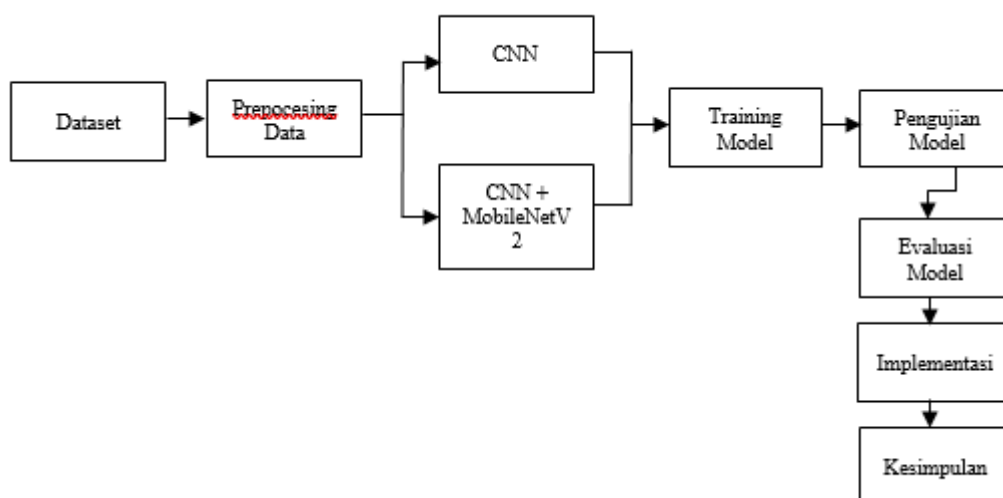 Dataset
Prepocesing
Data
CNN
CNN +
MobileNetV
2
Training
Model
Pengujian
Model
Evaluasi
Model
Implementasi
Kesimpulan